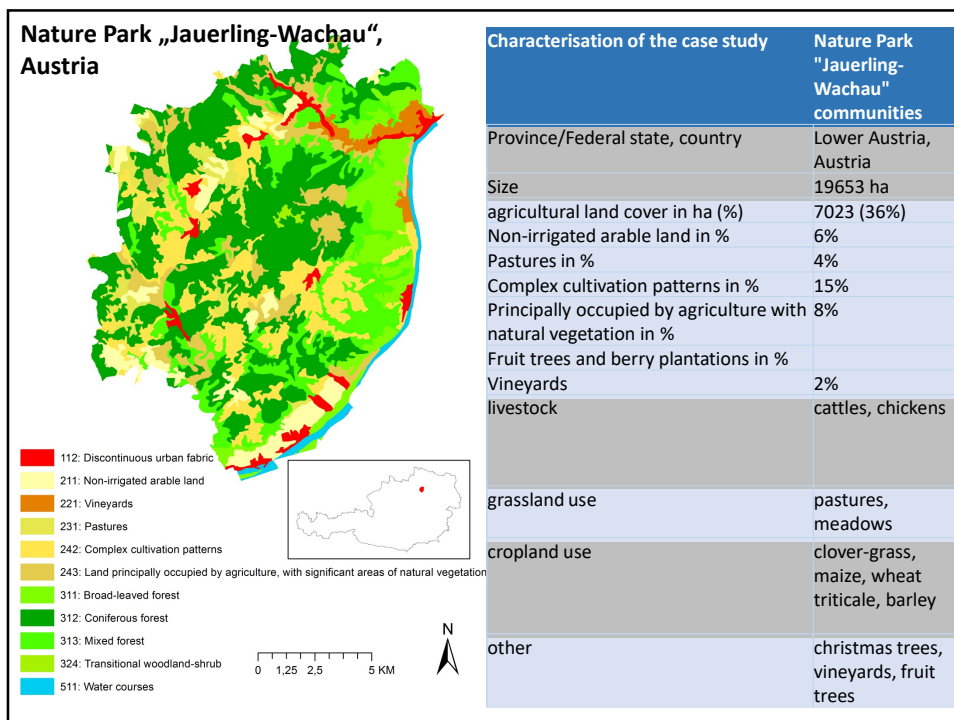 Nature Park „Jauerling-Wachau“,
Austria
112: Discontinuous urban fabric
211: Non-irrigated arable land
221: Vineyards
231: Pastures
242: Complex cultivation patterns
243: Land principally occupied by agriculture, with significant areas of natural vegetation
311: Broad-leaved forest
312: Coniferous forest
313: Mixed forest
324: Transitional woodland-shrub
511: Water courses
0 1,25 2,5 5 KM
N
Characterisation of the case study
Nature Park
"Jauerling-
Wachau"
communities
Province/Federal state, country
Lower Austria,
Austria
Size
19653 ha
agricultural land cover in ha (%)
7023 (36%)
Non-irrigated arable land in %
6%
Pastures in %
4%
Complex cultivation patterns in %
15%
Principally occupied by agriculture with
natural vegetation in %
8%
Fruit trees and berry plantations in %
Vineyards
2%
livestock
cattles, chickens
grassland use
pastures,
meadows
cropland use
clover-grass,
maize, wheat
triticale, barley
other
christmas trees,
vineyards, fruit
trees